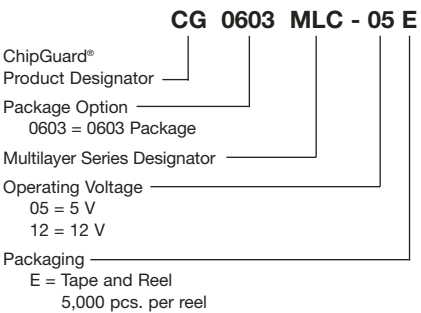 CG 0603 MLC - 05 E
ChipGuard®
Product Designator
Package Option
0603 = 0603 Package
Multilayer Series Designator
Operating Voltage
05 = 5 V
12 = 12 V
Packaging
E = Tape and Reel
5,000 pcs. per reel